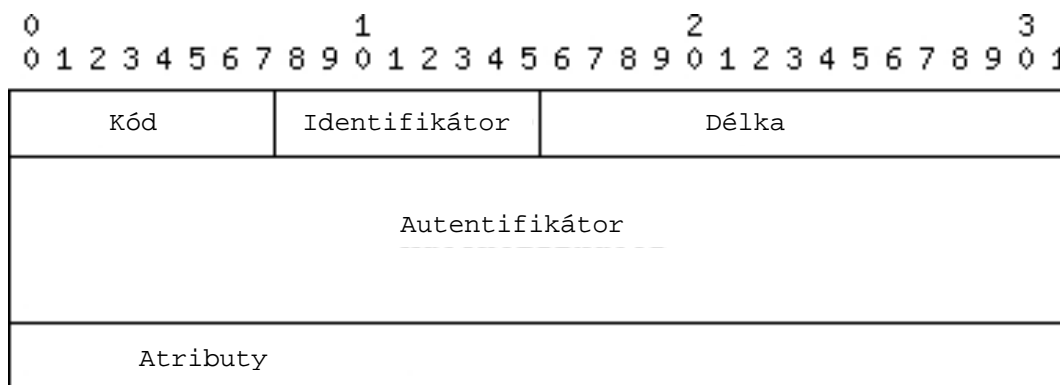 0 1 2 3
0 1 2 3 4 5 6 7 8 9 0 1 2 3 4 5 6 7 8 9 0 1 2 3 4 5 6 7 8 9 0 1
Kód Identifikátor Délka
Autentifikátor
Atributy